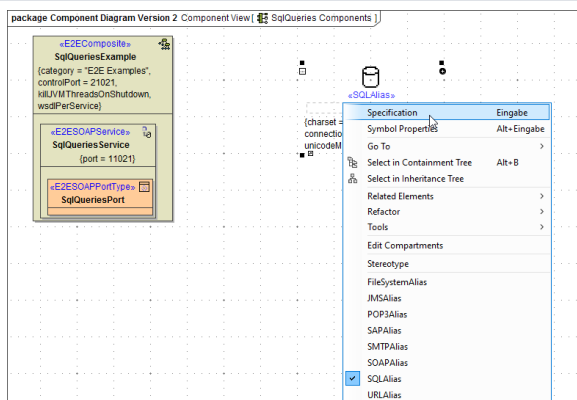 package Component Diagram Version 2 Component View [ SqlQueries Components ]
«E2EComposite»
SqlQueriesExample
{category = "E2E Examples",
controlPort = 21021,
killJVMThreadsOnShutdown,
wsdlPerService}
«E2ESOAPService»
SqlQueriesService
{port = 11021}
«E2ESOAPPortType»
SqlQueriesPort
«SQLAlias»
{charset =
connectio
unicodeM
Specification Eingabe
Symbol Properties Alt+Eingabe
Go To
Select in Containment Tree Alt+B
Select in Inheritance Tree
Related Elements
Refactor
Tools
Edit Compartments
Stereotype
FileSystemAlias
JMSAlias
POP3Alias
SAPAlias
SMTPAlias
SOAPAlias
SQLAlias
URLAlias